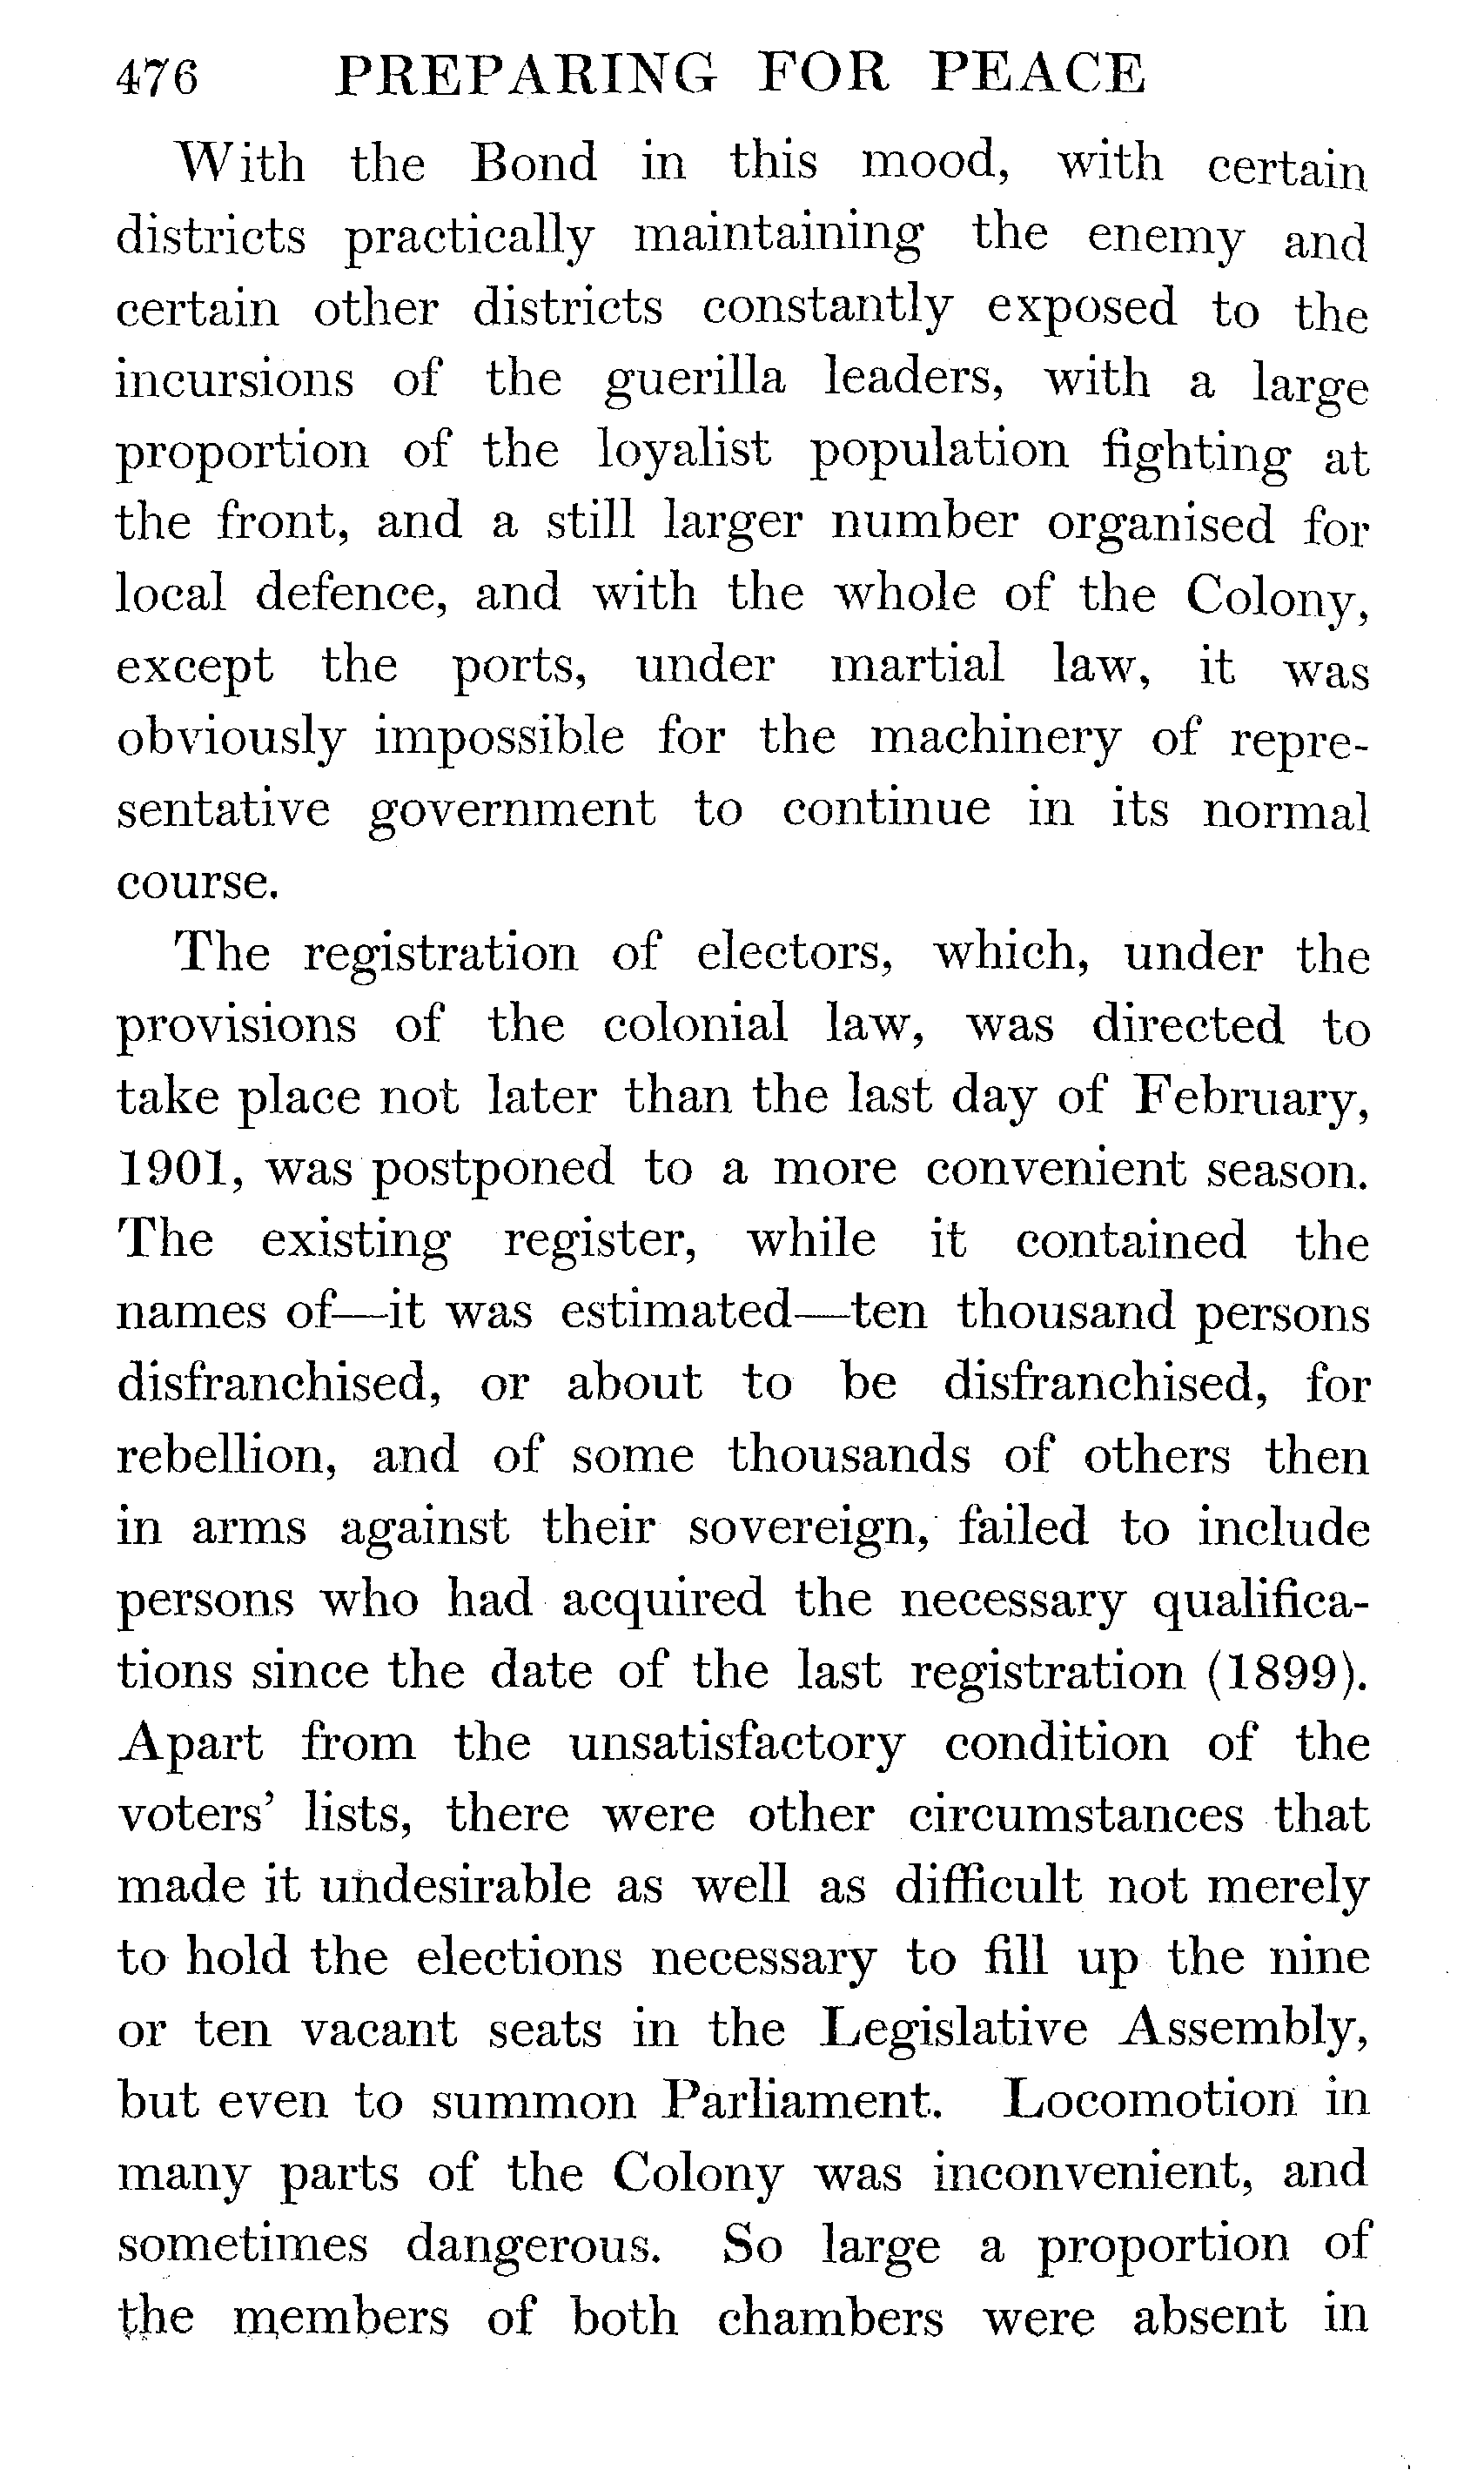 476 PREPARING FOR PEACE
With the Bond in this mood, with certain
districts practically maintaining the enemy and
certain other districts constantly exposed to the
incursions of the guerilla leaders, with a large
proportion of the loyalist population fighting at
the front, and a still larger number organised for
local defence, and with the whole of the Colony,
except the ports, under martial law, it was
obviously impossible for the machinery of repre-
sentative government to continue in its normal
course.
The registration of electors, which, under the
provisions of the colonial law, was directed to
take place not later than the last day of February,
1901, was postponed to a more convenient season.
The existing register, while it contained the
names of—it was estimated—ten thousand persons
disfranchised, or about to be disfranchised, for
rebellion, and of some thousands of others then
in arms against their sovereign, failed to include
persons who had acquired the necessary qualifica-
tions since the date of the last registration (1899).
Apart from the unsatisfactory condition of the
voters' lists, there were other circumstances that
made it undesirable as well as difficult not merely
to hold the elections necessary to fill up the nine
or ten vacant seats in the Legislative Assembly,
but even to summon Parliament. Locomotion in
many parts of the Colony was inconvenient, and
sometimes dangerous. So large a proportion of
the members of both chambers were absent in